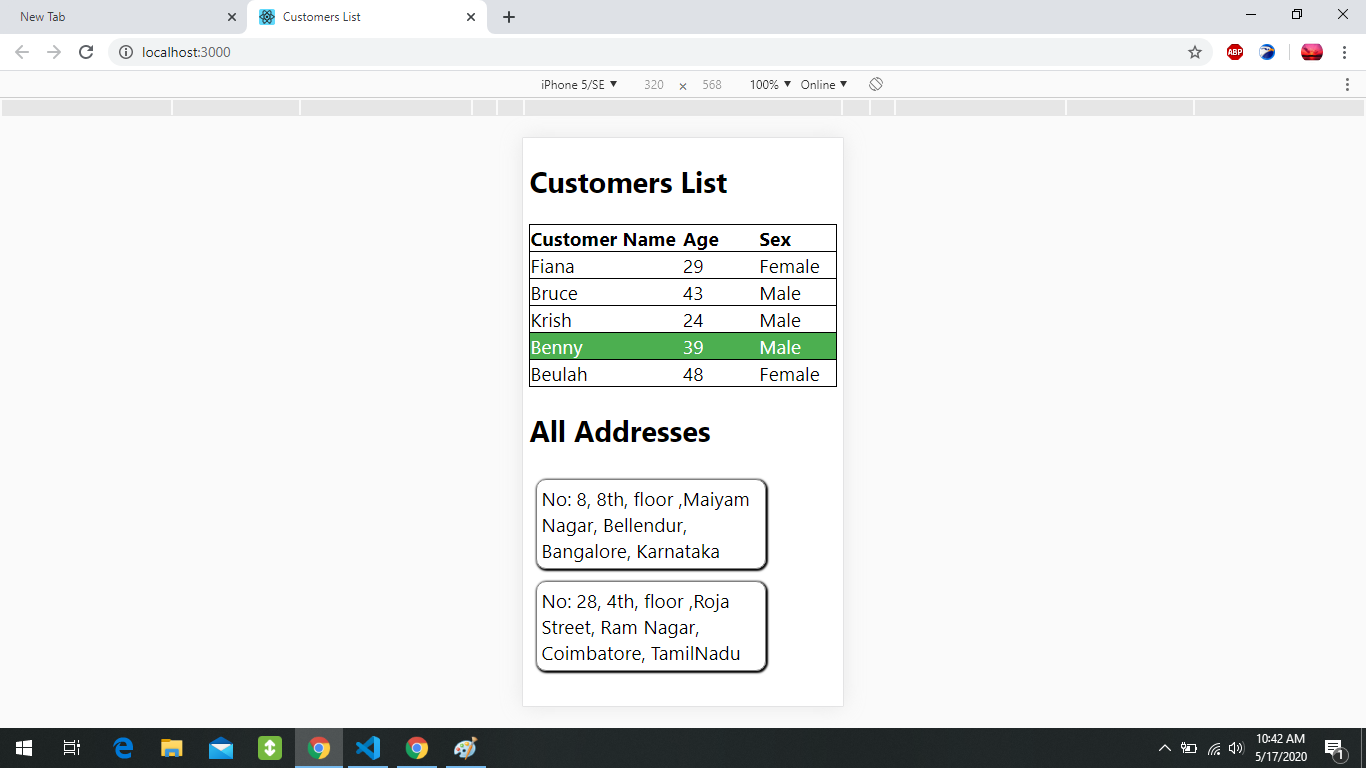 New Tab
Customers List
localhost:3000
ABP
iPhone 5/SE ▼ 320 × 568 100% ▼ Online ▼
Customers List
Customer Name Age Sex
Fiana 29 Female
Bruce 43 Male
Krish 24 Male
Benny 39 Male
Beulah 48 Female
All Addresses
No: 8, 8th, floor ,Maiyam
Nagar, Bellendur,
Bangalore, Karnataka
No: 28, 4th, floor ,Roja
Street, Ram Nagar,
Coimbatore, TamilNadu
10:42 AM
5/17/2020
1